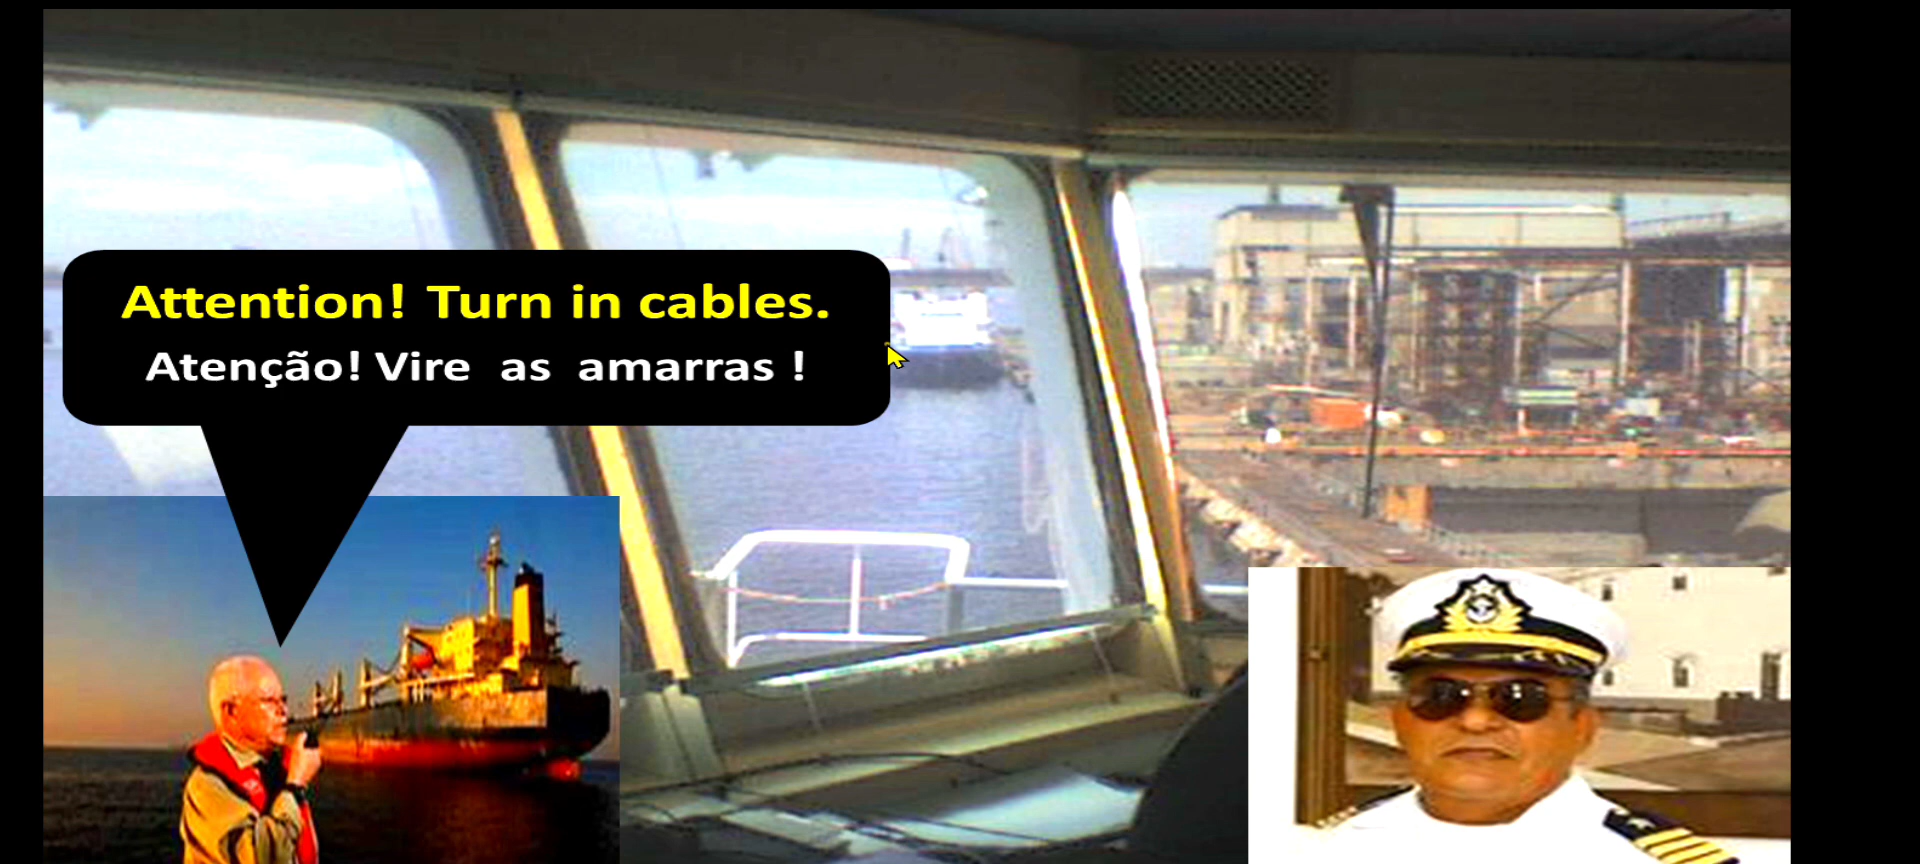 Attention! Turn in cables.
Atenção! Vire as amarras !